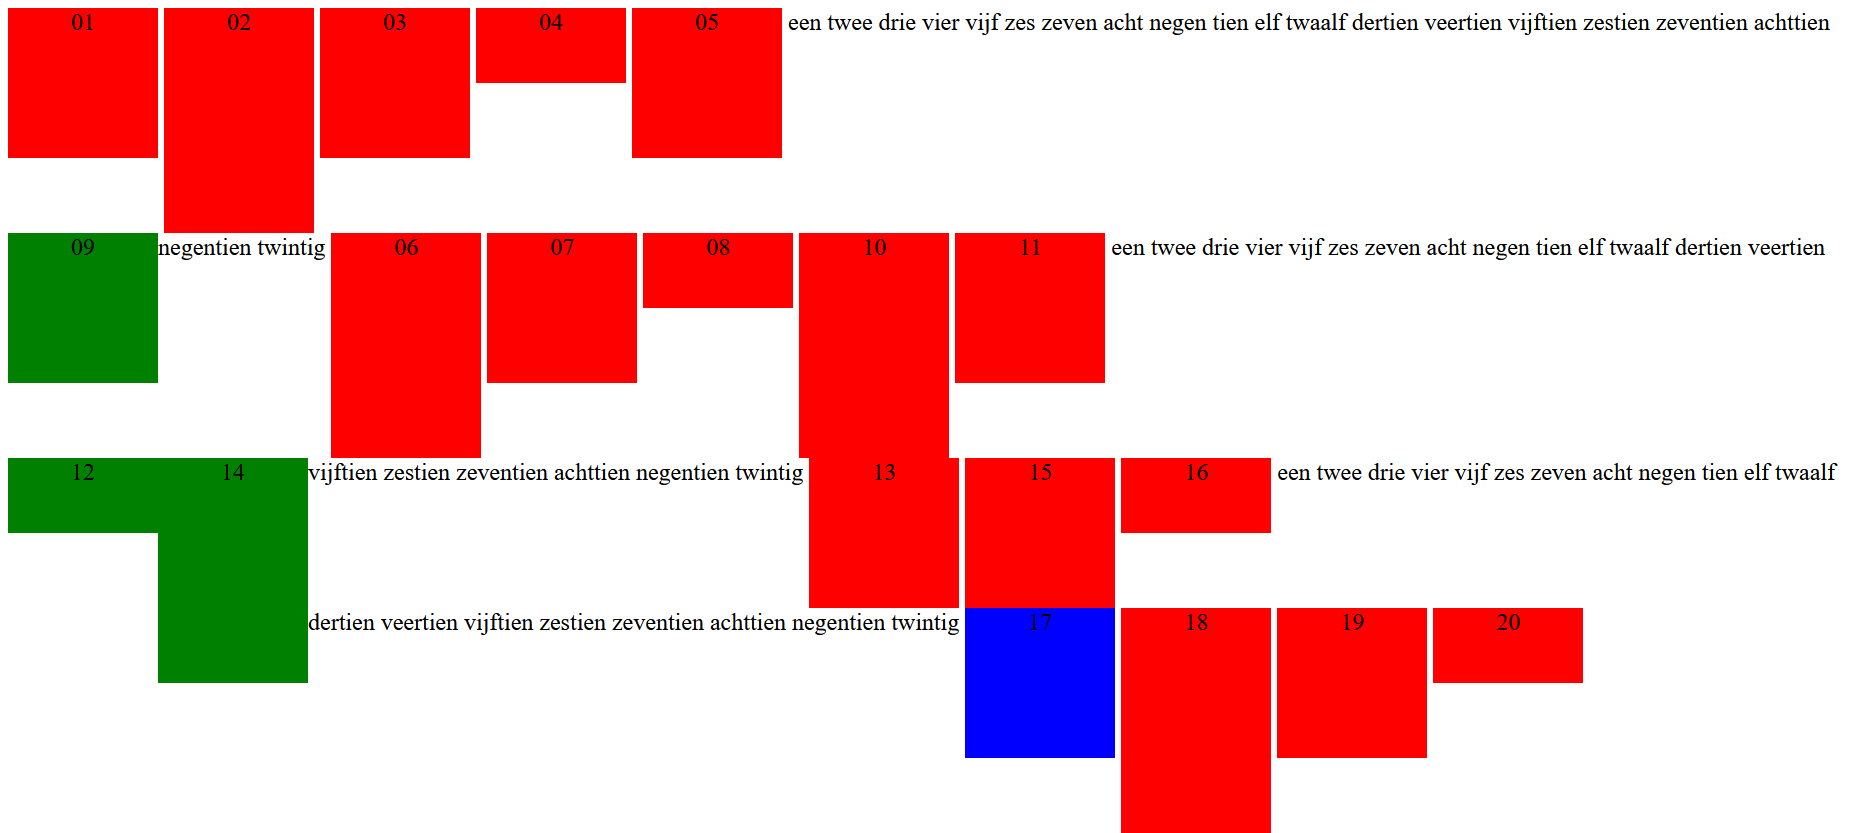 01 02 03 04 05 een twee drie vier vijf zes zeven acht negen tien elf twaalf dertien veertien vijftien zestien zeventien achttien
09 negentien twintig 06 07 08 10 11 een twee drie vier vijf zes zeven acht negen tien elf twaalf dertien veertien
12 14 vijftien zestien zeventien achttien negentien twintig 13 15 16 een twee drie vier vijf zes zeven acht negen tien elf twaalf
dertien veertien vijftien zestien zeventien achttien negentien twintig 17 18 19 20